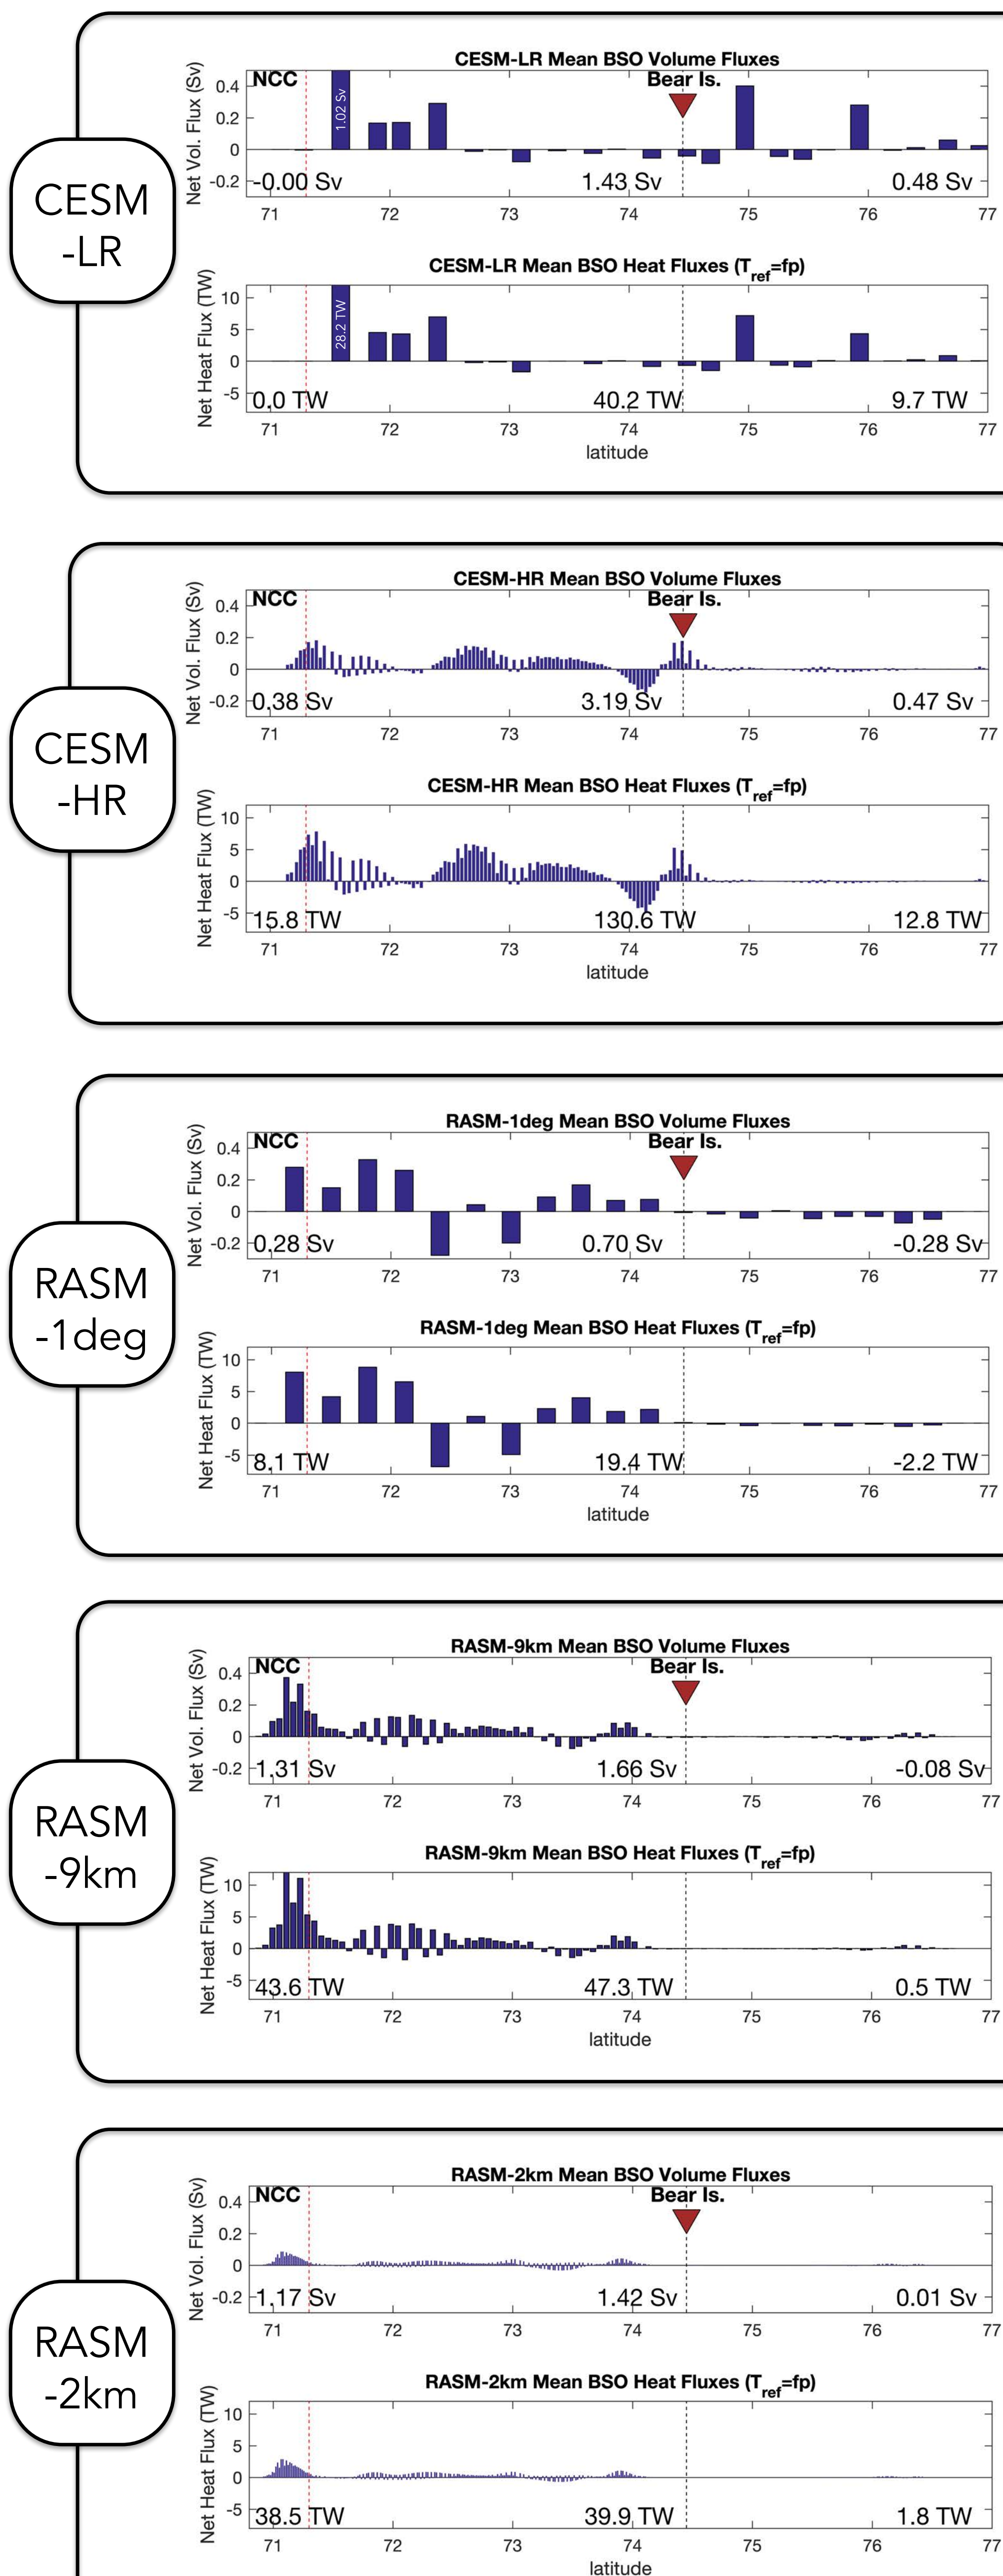 CESM
-LR
CESM-LR Mean BSO Volume Fluxes
NCC
Bear Is.
Net Vol. Flux (Sv)
0.4
0.2
0
-0.2
1.02 Sv
-0.00 Sv
1.43 Sv
0.48 Sv
71 72 73 74 75 76 77
CESM-LR Mean BSO Heat Fluxes (Tref=fp)
Net Heat Flux (TW)
10
5
0
-5
28.2 TW
0.0 TW
40.2 TW
9.7 TW
71 72 73 74 75 76 77
latitude
CESM
-HR
CESM-HR Mean BSO Volume Fluxes
NCC
Bear Is.
Net Vol. Flux (Sv)
0.4
0.2
0
-0.2
0.38 Sv
3.19 Sv
0.47 Sv
71 72 73 74 75 76 77
CESM-HR Mean BSO Heat Fluxes (Tref=fp)
Net Heat Flux (TW)
10
5
0
-5
15.8 TW
130.6 TW
12.8 TW
71 72 73 74 75 76 77
latitude
RASM
-1deg
RASM-1deg Mean BSO Volume Fluxes
NCC
Bear Is.
Net Vol. Flux (Sv)
0.4
0.2
0
-0.2
0.28 Sv
0.70 Sv
-0.28 Sv
71 72 73 74 75 76 77
RASM-1deg Mean BSO Heat Fluxes (Tref=fp)
Net Heat Flux (TW)
10
5
0
-5
8.1 TW
19.4 TW
-2.2 TW
71 72 73 74 75 76 77
latitude
RASM
-9km
RASM-9km Mean BSO Volume Fluxes
NCC
Bear Is.
Net Vol. Flux (Sv)
0.4
0.2
0
-0.2
1.31 Sv
1.66 Sv
-0.08 Sv
71 72 73 74 75 76 77
RASM-9km Mean BSO Heat Fluxes (Tref=fp)
Net Heat Flux (TW)
10
5
0
-5
43.6 TW
47.3 TW
0.5 TW
71 72 73 74 75 76 77
latitude
RASM
-2km
RASM-2km Mean BSO Volume Fluxes
NCC
Bear Is.
Net Vol. Flux (Sv)
0.4
0.2
0
-0.2
1.17 Sv
1.42 Sv
0.01 Sv
71 72 73 74 75 76 77
RASM-2km Mean BSO Heat Fluxes (Tref=fp)
Net Heat Flux (TW)
10
5
0
-5
38.5 TW
39.9 TW
1.8 TW
71 72 73 74 75 76 77
latitude